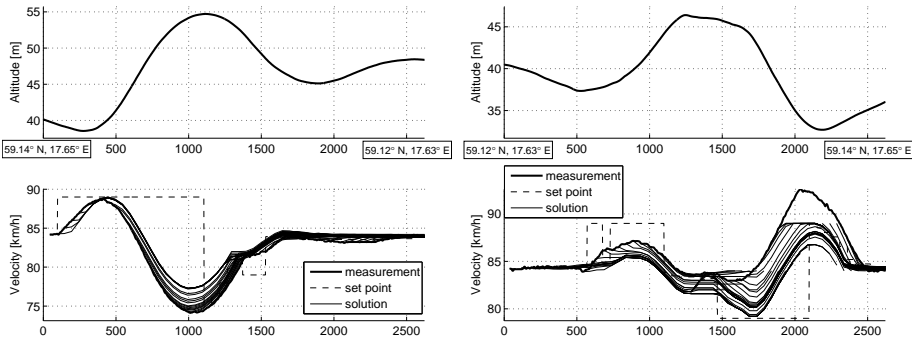 55
50
45
40
Altitude [m]
59.14° N, 17.65° E
500
1000
1500
2000
59.12° N, 17.63° E
45
40
35
Altitude [m]
59.12° N, 17.63° E
500
1000
1500
2000
59.14° N, 17.65° E
90
85
80
75
Velocity [km/h]
measurement
set point
solution
0
500
1000
1500
2000
2500
measurement
set point
solution
90
85
80
Velocity [km/h]
0
500
1000
1500
2000
2500